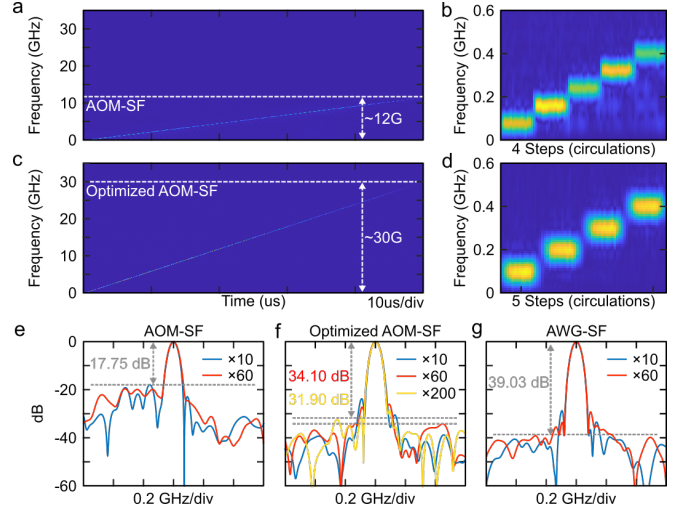 a
Frequency (GHz)
30
20
10
0
AOM-SF
~12G
b
Frequency (GHz)
0.6
0.4
0.2
0
4 Steps (circulations)
c
Frequency (GHz)
30
20
10
0
Optimized AOM-SF
~30G
Time (us)
10us/div
d
Frequency (GHz)
0.6
0.4
0.2
0
5 Steps (circulations)
e
AOM-SF
dB
0
-20
-40
-60
17.75 dB
×10
×60
0.2 GHz/div
f
Optimized AOM-SF
34.10 dB
31.90 dB
×10
×60
×200
0.2 GHz/div
g
AWG-SF
39.03 dB
×10
×60
0.2 GHz/div